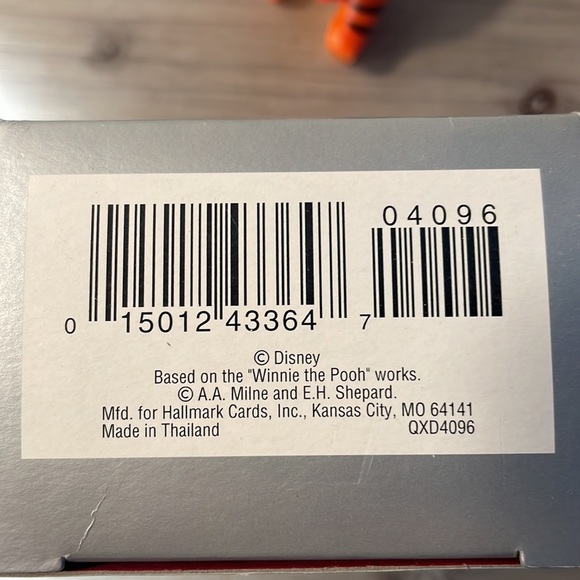 04096
0 15012 43364 7
© Disney
Based on the "Winnie the Pooh" works.
© A.A. Milne and E.H. Shepard.
Mfd. for Hallmark Cards, Inc., Kansas City, MO 64141
Made in Thailand QXD4096